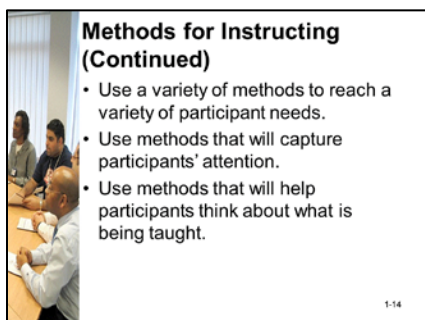 Methods for Instructing
(Continued)
• Use a variety of methods to reach a
variety of participant needs.
• Use methods that will capture
participants’ attention.
• Use methods that will help
participants think about what is
being taught.
1-14